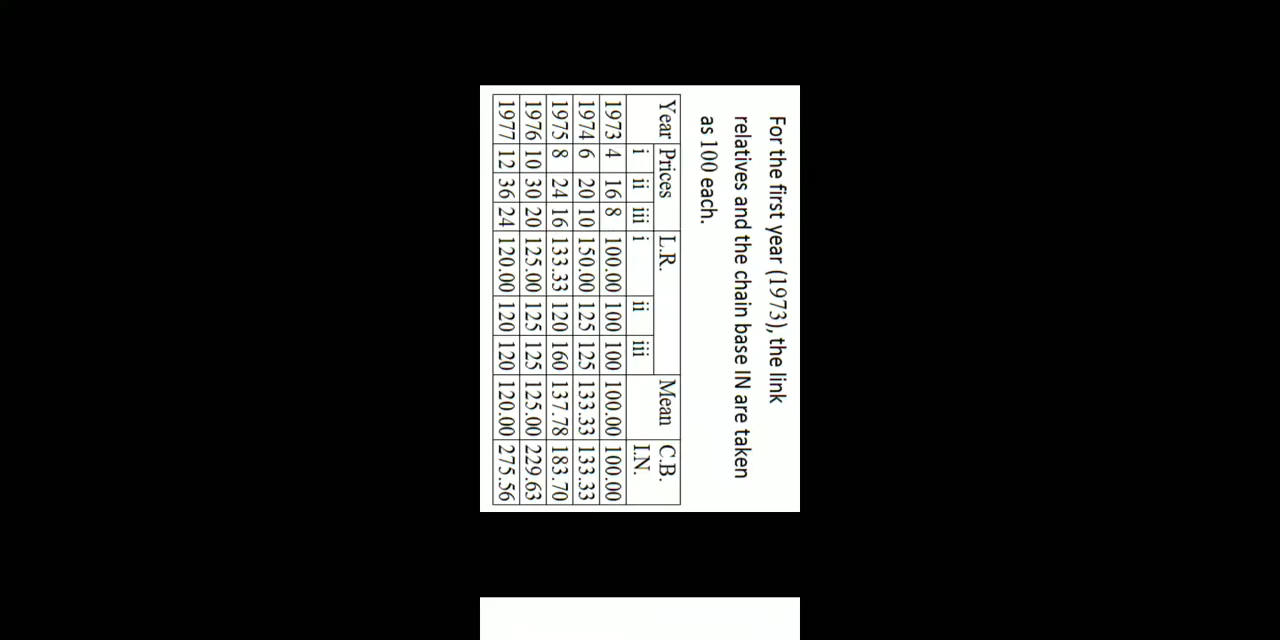 For the first year (1973), the link
relatives and the chain base IN are taken
as 100 each.
Year Prices L.R. Mean C.B.
i ii iii i ii iii I.N.
1973 4 16 8 100.00 100 100 100.00 100.00
1974 6 20 10 150.00 125 125 133.33 133.33
1975 8 24 16 133.33 120 160 137.78 183.70
1976 10 30 20 125.00 125 125 125.00 229.63
1977 12 36 24 120.00 120 120 120.00 275.56